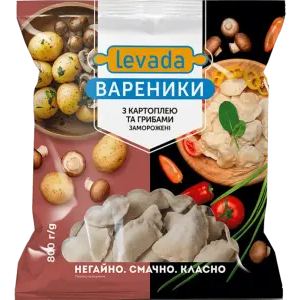 levada
ВАРЕНИКИ
З КАРТОПЛЕЮ
ТА ГРИБАМИ
ЗАМОРОЖЕНІ
800 г/g
НЕГАЙНО. СМАЧНО. КЛАСНО